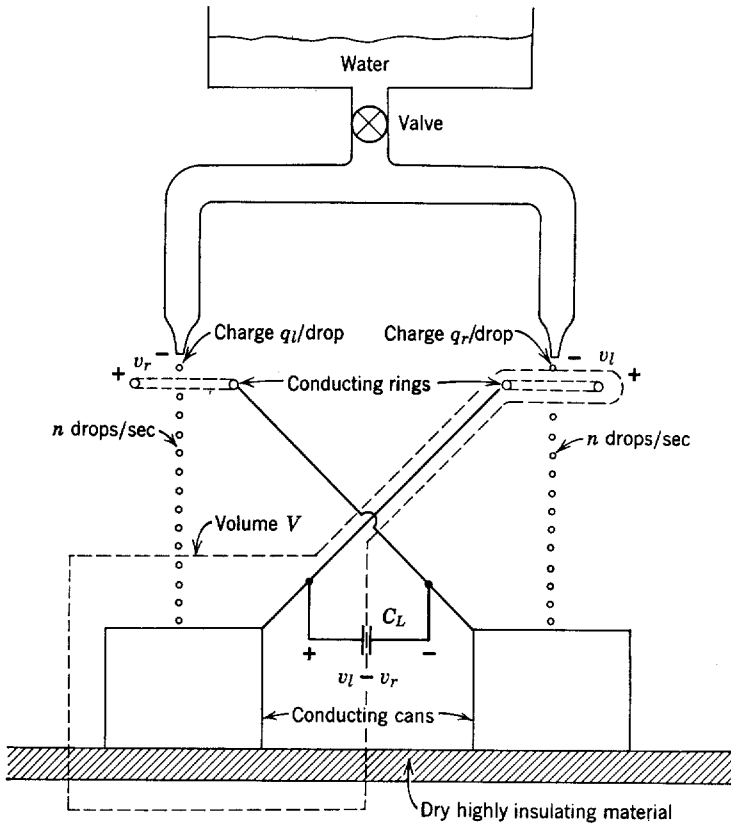 Water
Valve
Charge q_l/drop
Charge q_r/drop
− v_r +
− v_l +
Conducting rings
n drops/sec
n drops/sec
Volume V
C_L
+ −
v_l − v_r
Conducting cans
Dry highly insulating material